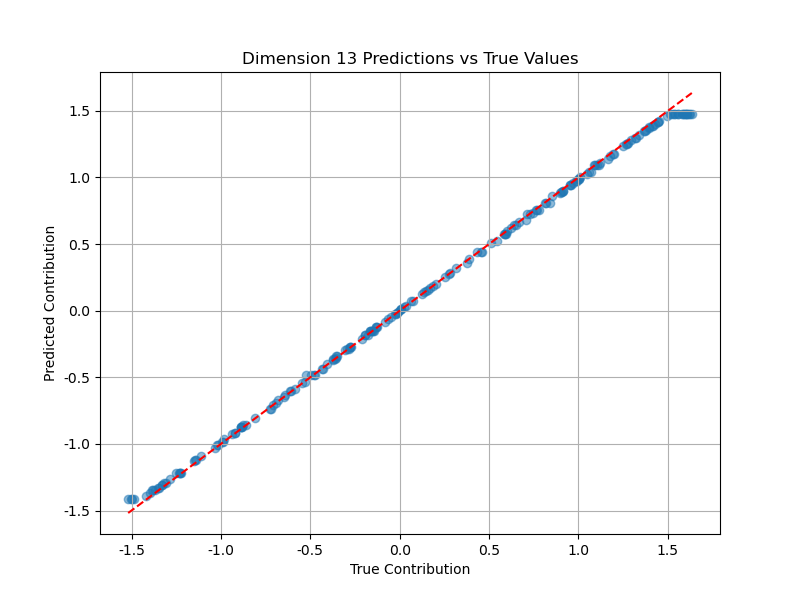 Dimension 13 Predictions vs True Values
1.5
1.0
0.5
0.0
-0.5
-1.0
-1.5
Predicted Contribution
-1.5 -1.0 -0.5 0.0 0.5 1.0 1.5
True Contribution